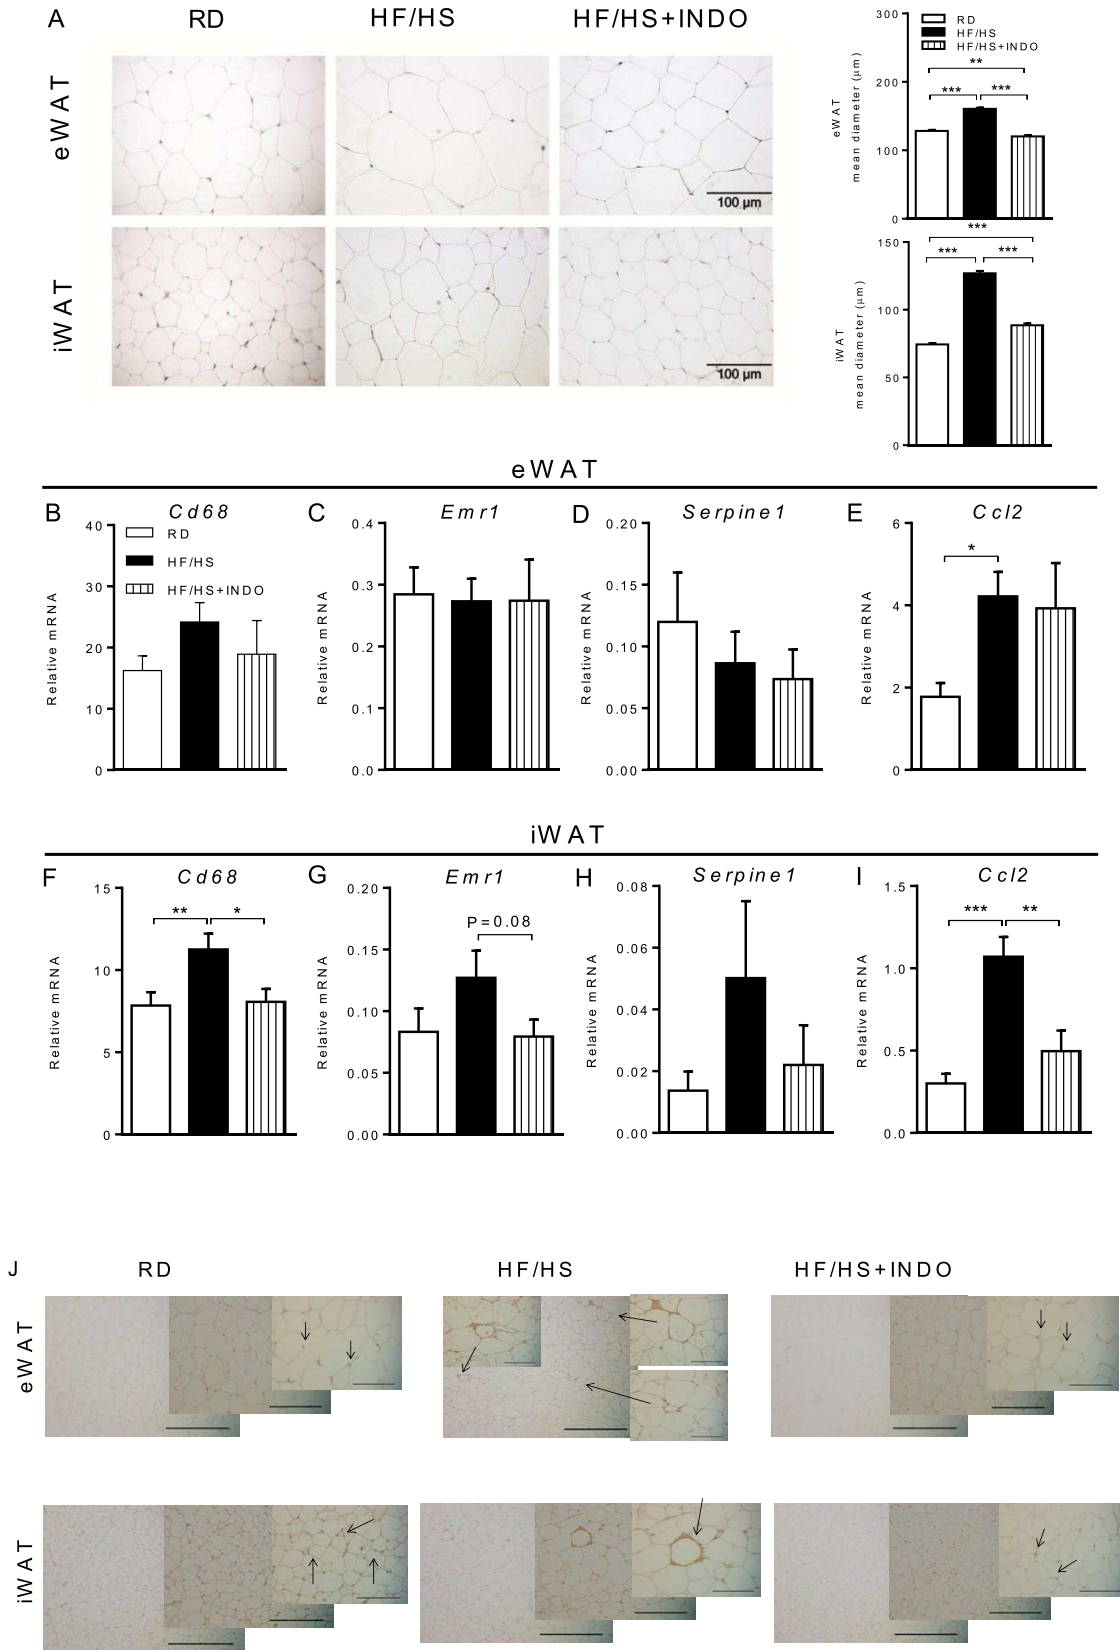 A
RD
HF/HS
HF/HS+INDO
eWAT
iWAT
100 µm
100 µm
300
200
100
0
eWAT
mean diameter (µm)
RD
HF/HS
HF/HS+INDO
**
***
***
150
100
50
0
iWAT
mean diameter (µm)
***
***
***
eWAT
B
Cd68
40
30
20
10
0
Relative mRNA
RD
HF/HS
HF/HS+INDO
C
Emr1
0.4
0.3
0.2
0.1
0.0
Relative mRNA
D
Serpine1
0.20
0.15
0.10
0.05
0.00
Relative mRNA
E
Ccl2
6
4
2
0
Relative mRNA
*
iWAT
F
Cd68
15
10
5
0
Relative mRNA
**
*
G
Emr1
0.20
0.15
0.10
0.05
0.00
Relative mRNA
P=0.08
H
Serpine1
0.08
0.06
0.04
0.02
0.00
Relative mRNA
I
Ccl2
1.5
1.0
0.5
0.0
Relative mRNA
***
**
J
RD
HF/HS
HF/HS+INDO
eWAT
iWAT